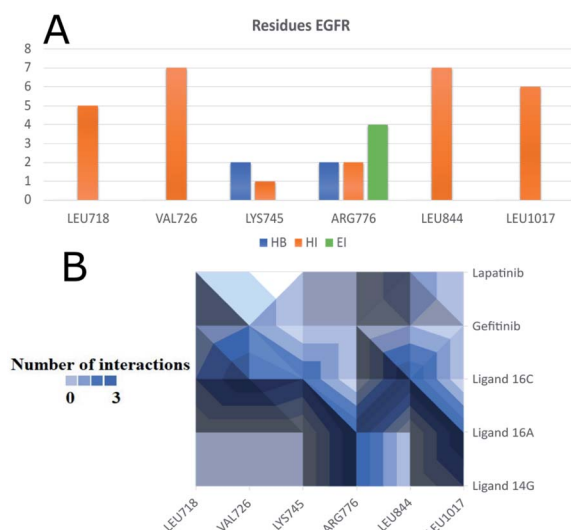 A
Residues EGFR
8
7
6
5
4
3
2
1
0
LEU718 VAL726 LYS745 ARG776 LEU844 LEU1017
HB HI EI
B
Lapatinib
Gefitinib
Number of interactions
0 3
Ligand 16C
Ligand 16A
Ligand 14G
LEU718 VAL726 LYS745 ARG776 LEU844 EU1017